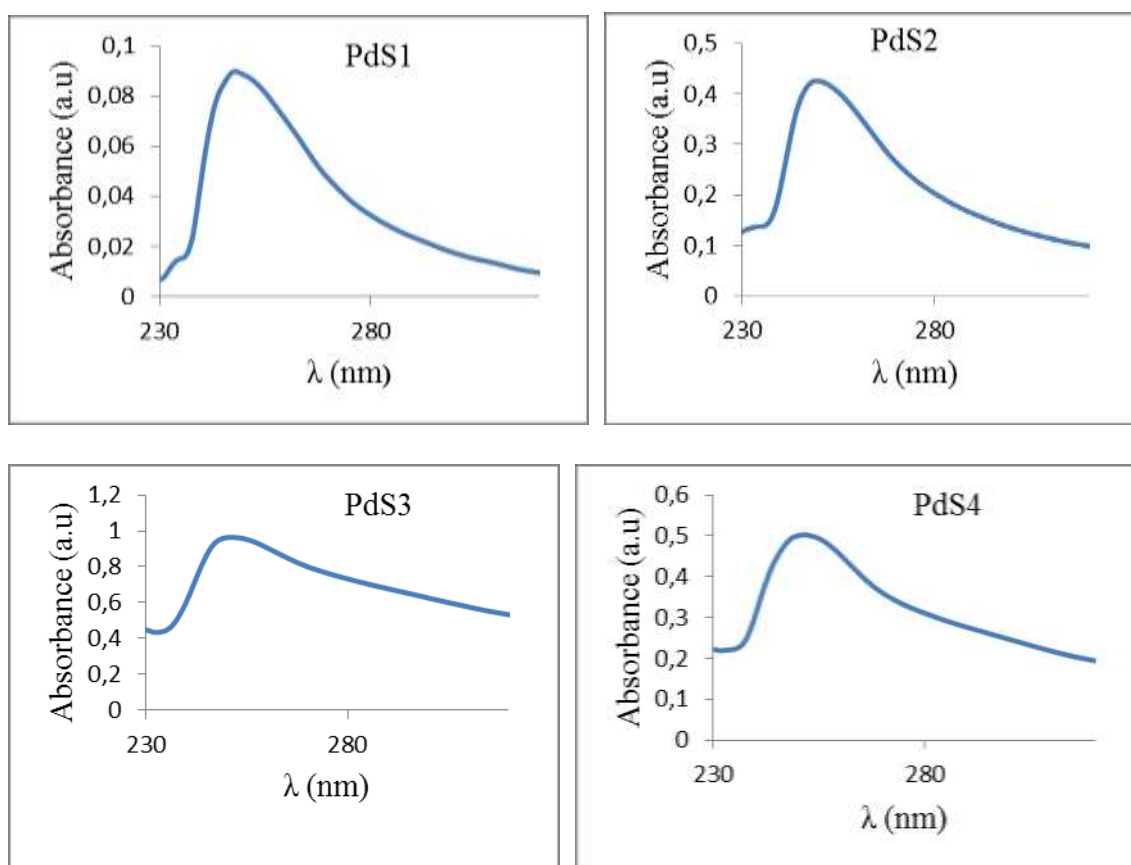 PdS1
Absorbance (a.u)
0,1
0,08
0,06
0,04
0,02
0
230
280
λ (nm)
PdS2
Absorbance (a.u)
0,5
0,4
0,3
0,2
0,1
0
230
280
λ (nm)
PdS3
Absorbance (a.u)
1,2
1
0,8
0,6
0,4
0,2
0
230
280
λ (nm)
PdS4
Absorbance (a.u)
0,6
0,5
0,4
0,3
0,2
0,1
0
230
280
λ (nm)